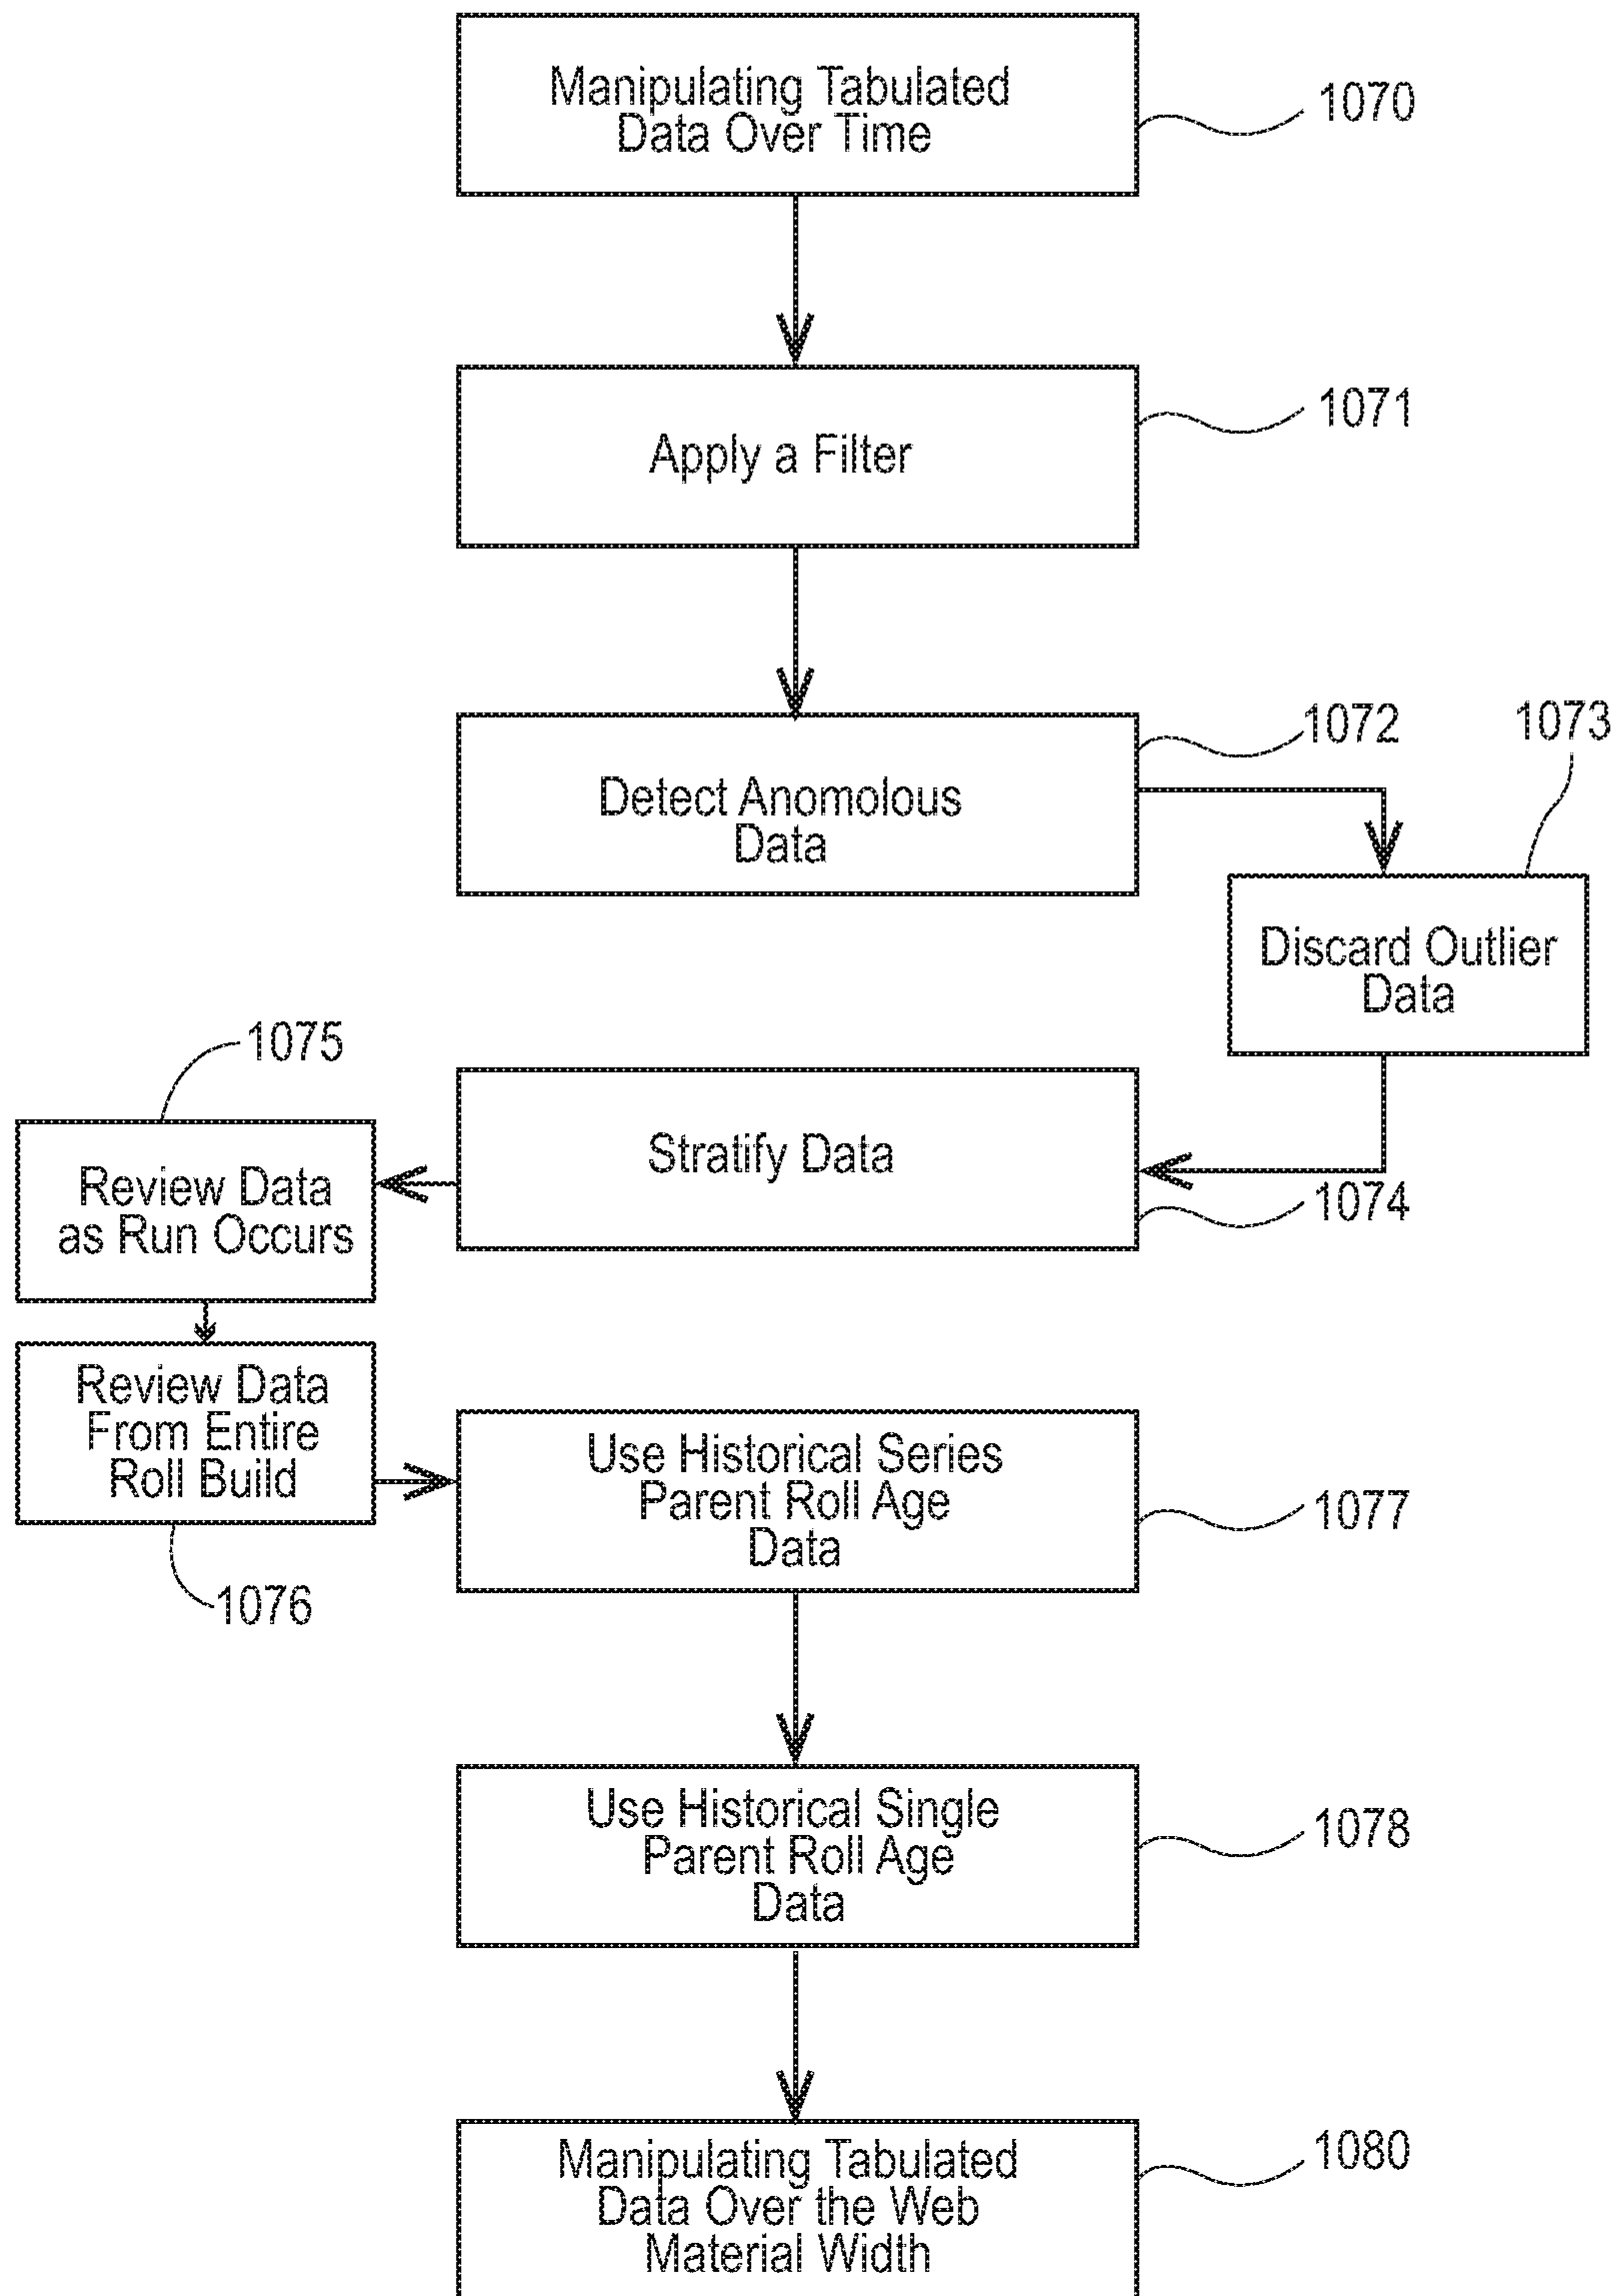 Manipulating Tabulated
Data Over Time
1070
Apply a Filter
1071
Detect Anomolous
Data
1072
1073
Discard Outlier
Data
1075
Stratify Data
1074
Review Data
as Run Occurs
Review Data
From Entire
Roll Build
1076
Use Historical Series
Parent Roll Age
Data
1077
Use Historical Single
Parent Roll Age
Data
1078
Manipulating Tabulated
Data Over the Web
Material Width
1080